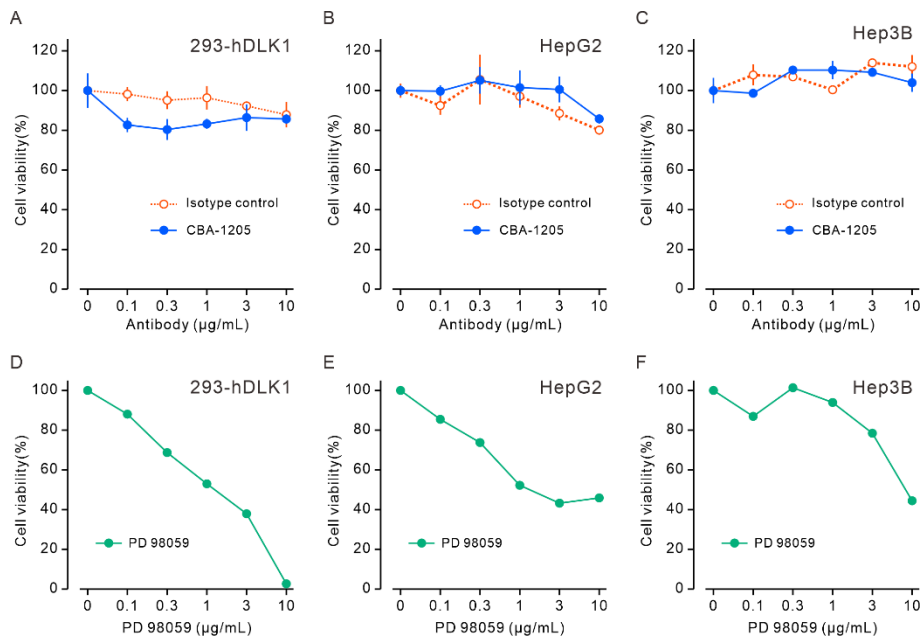 A
293-hDLK1
120
100
80
60
40
20
0
Cell viability(%)
Isotype control
CBA-1205
0 0.1 0.3 1 3 10
Antibody (µg/mL)
B
HepG2
120
100
80
60
40
20
0
Cell viability(%)
Isotype control
CBA-1205
0 0.1 0.3 1 3 10
Antibody (µg/mL)
C
Hep3B
120
100
80
60
40
20
0
Cell viability(%)
Isotype control
CBA-1205
0 0.1 0.3 1 3 10
Antibody (µg/mL)
D
293-hDLK1
100
80
60
40
20
0
Cell viability(%)
PD 98059
0 0.1 0.3 1 3 10
PD 98059 (µg/mL)
E
HepG2
100
80
60
40
20
0
Cell viability(%)
PD 98059
0 0.1 0.3 1 3 10
PD 98059 (µg/mL)
F
Hep3B
100
80
60
40
20
0
Cell viability(%)
PD 98059
0 0.1 0.3 1 3 10
PD 98059 (µg/mL)